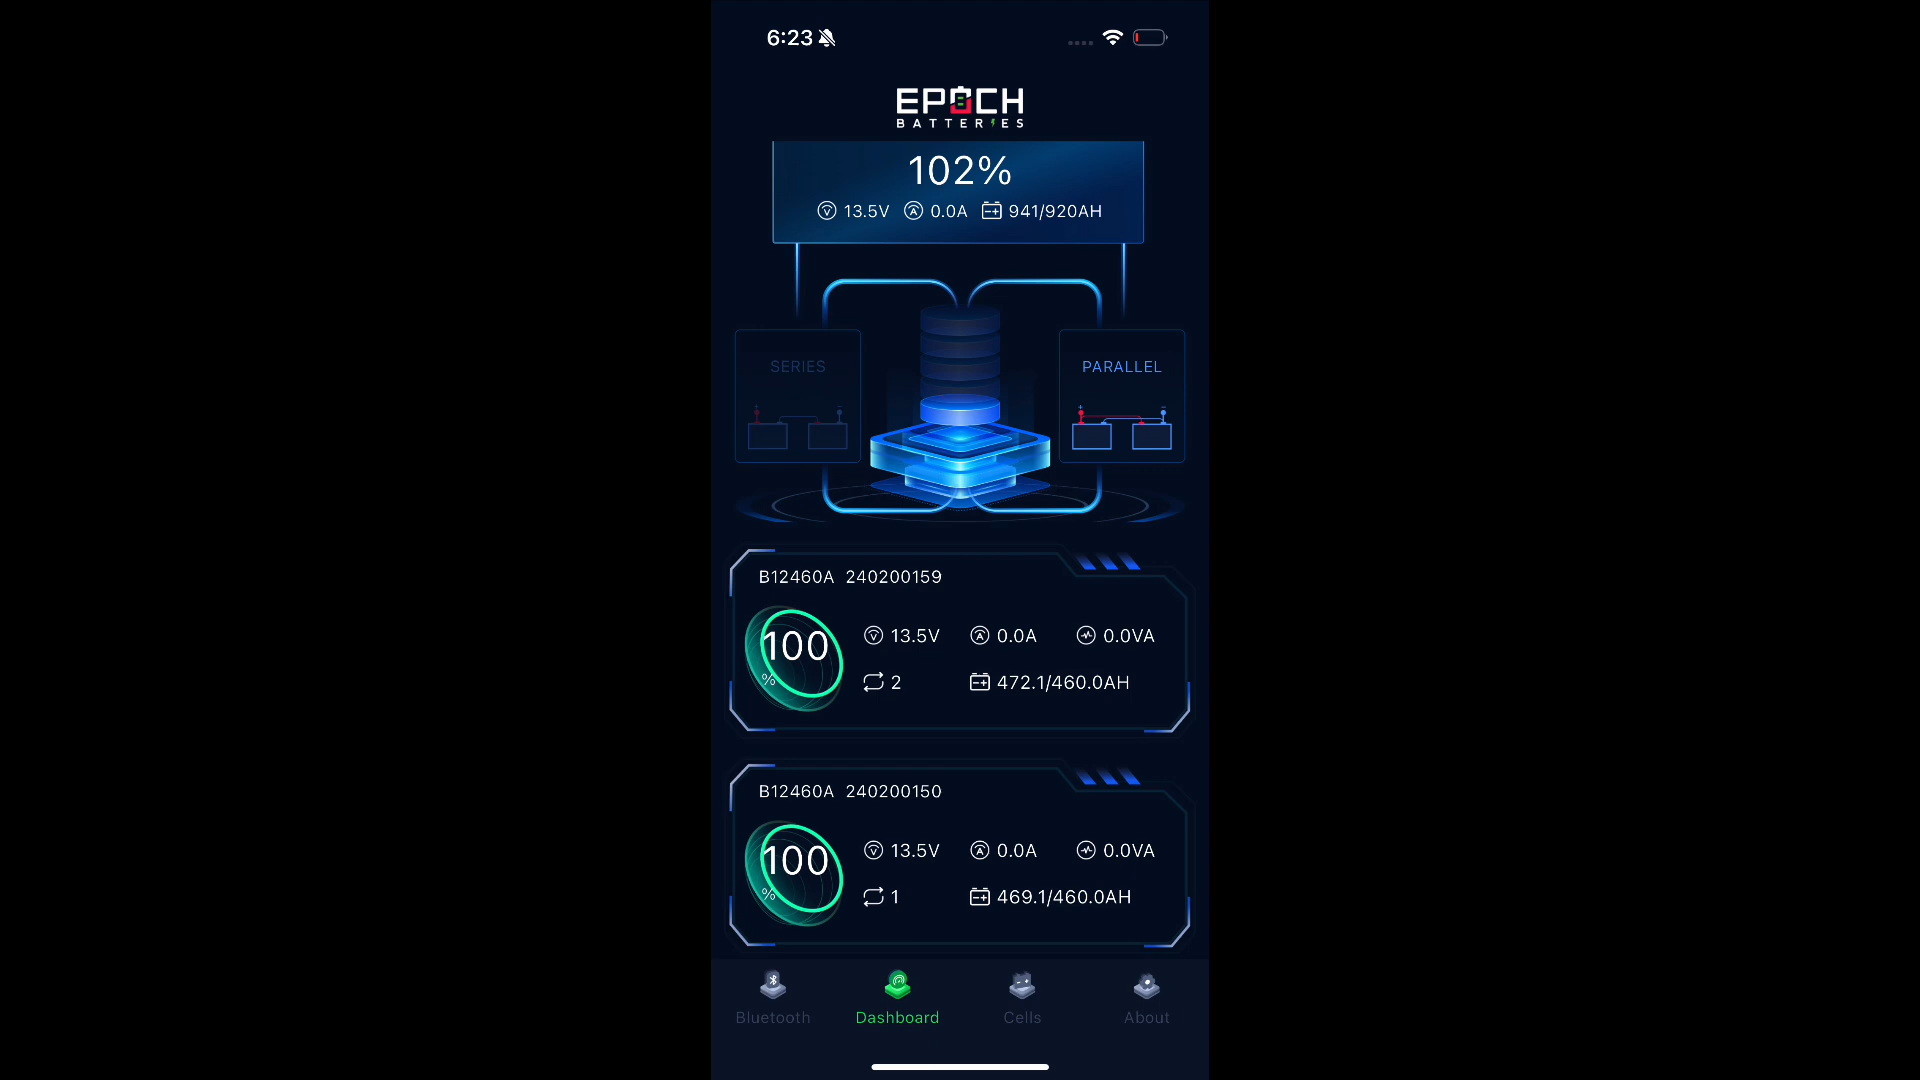 6:23
EPOCH
BATTERIES
102%
13.5V 0.0A 941/920AH
SERIES
PARALLEL
B12460A 240200159
100
%
13.5V 0.0A 0.0VA
2 472.1/460.0AH
B12460A 240200150
100
%
13.5V 0.0A 0.0VA
1 469.1/460.0AH
Bluetooth Dashboard Cells About